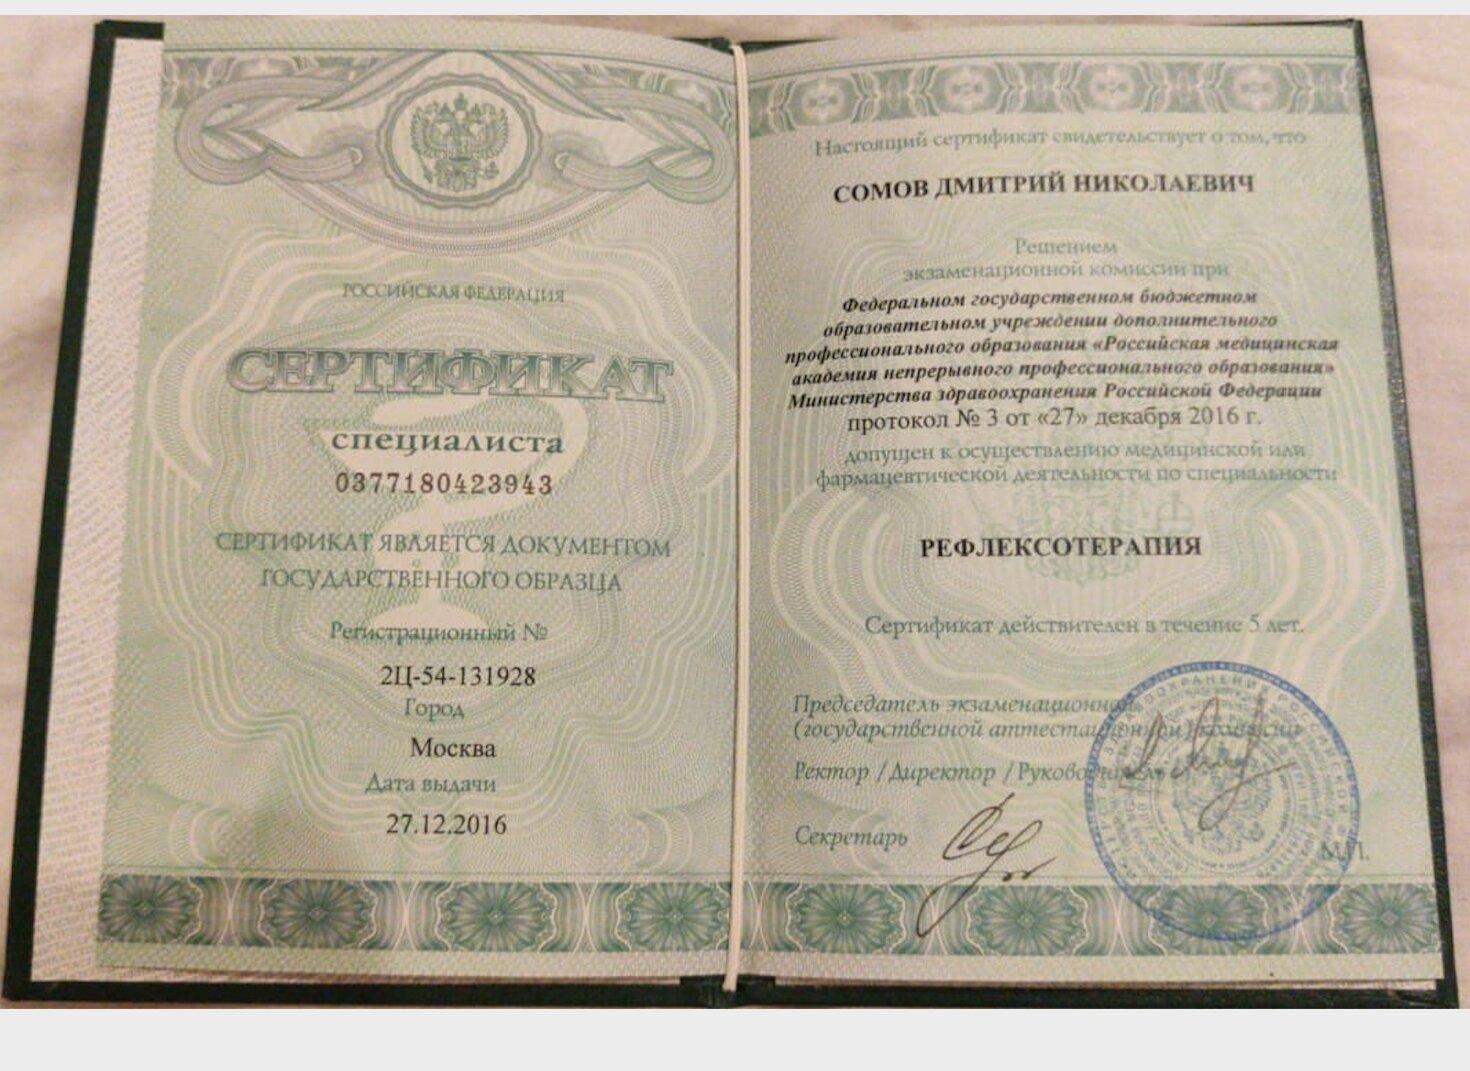 РОССИЙСКАЯ ФЕДЕРАЦИЯ
СЕРТИФИКАТ
специалиста
0377180423943
СЕРТИФИКАТ ЯВЛЯЕТСЯ ДОКУМЕНТОМ
ГОСУДАРСТВЕННОГО ОБРАЗЦА
Регистрационный №
2Ц-54-131928
Город
Москва
Дата выдачи
27.12.2016
Настоящий сертификат свидетельствует о том, что
СОМОВ ДМИТРИЙ НИКОЛАЕВИЧ
Решением
экзаменационной комиссии при
Федеральном государственном бюджетном
образовательном учреждении дополнительного
профессионального образования «Российская медицинская
академия непрерывного профессионального образования»
Министерства здравоохранения Российской Федерации
протокол № 3 от «27» декабря 2016 г.
допущен к осуществлению медицинской или
фармацевтической деятельности по специальности
РЕФЛЕКСОТЕРАПИЯ
Сертификат действителен в течение 5 лет.
Председатель экзаменационной
(государственной аттестационной) комиссии
Ректор /Директор /Руководитель
Секретарь
М.П.